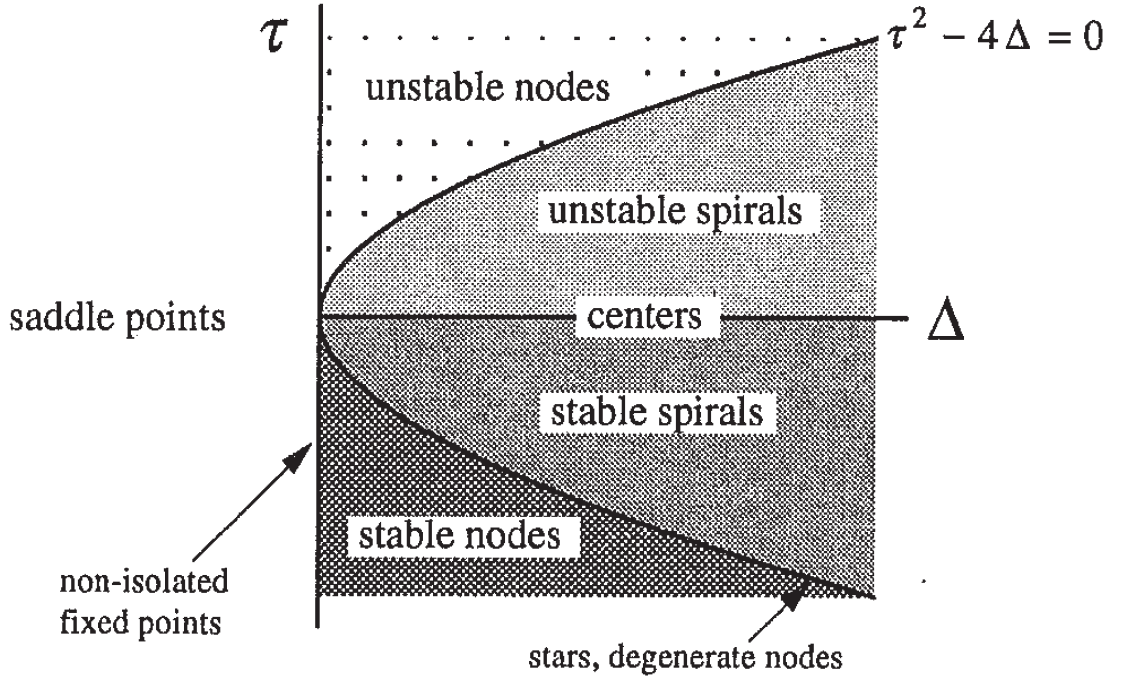 τ
τ² − 4Δ = 0
unstable nodes
unstable spirals
saddle points
centers
Δ
stable spirals
stable nodes
non-isolated
fixed points
stars, degenerate nodes